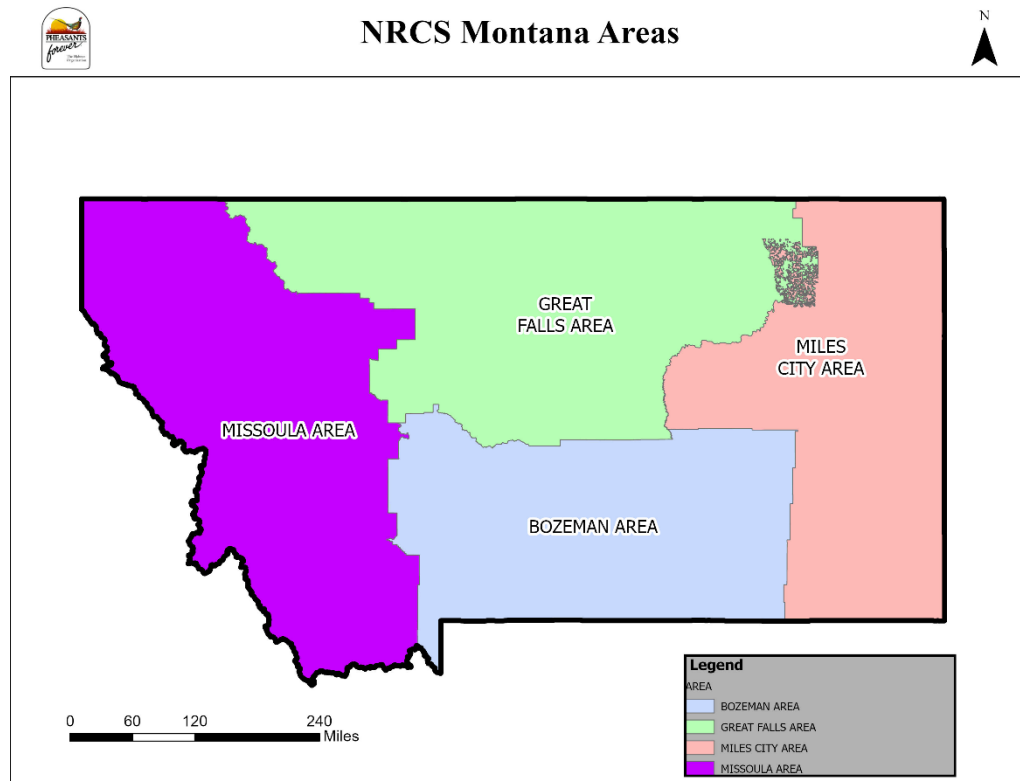 NRCS Montana Areas
N
PHEASANTS
forever
GREAT
FALLS AREA
MILES
CITY AREA
MISSOULA AREA
BOZEMAN AREA
Legend
AREA
BOZEMAN AREA
GREAT FALLS AREA
MILES CITY AREA
MISSOULA AREA
0 60 120 240
Miles